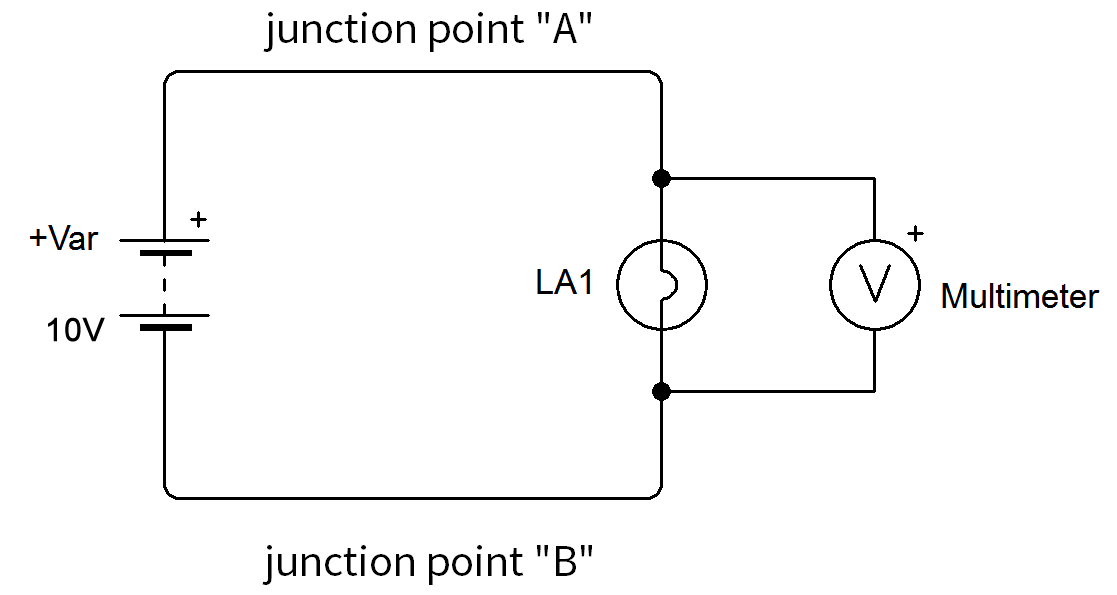 junction point "A"
+
+Var
+
LA1
V
Multimeter
10V
junction point "B"